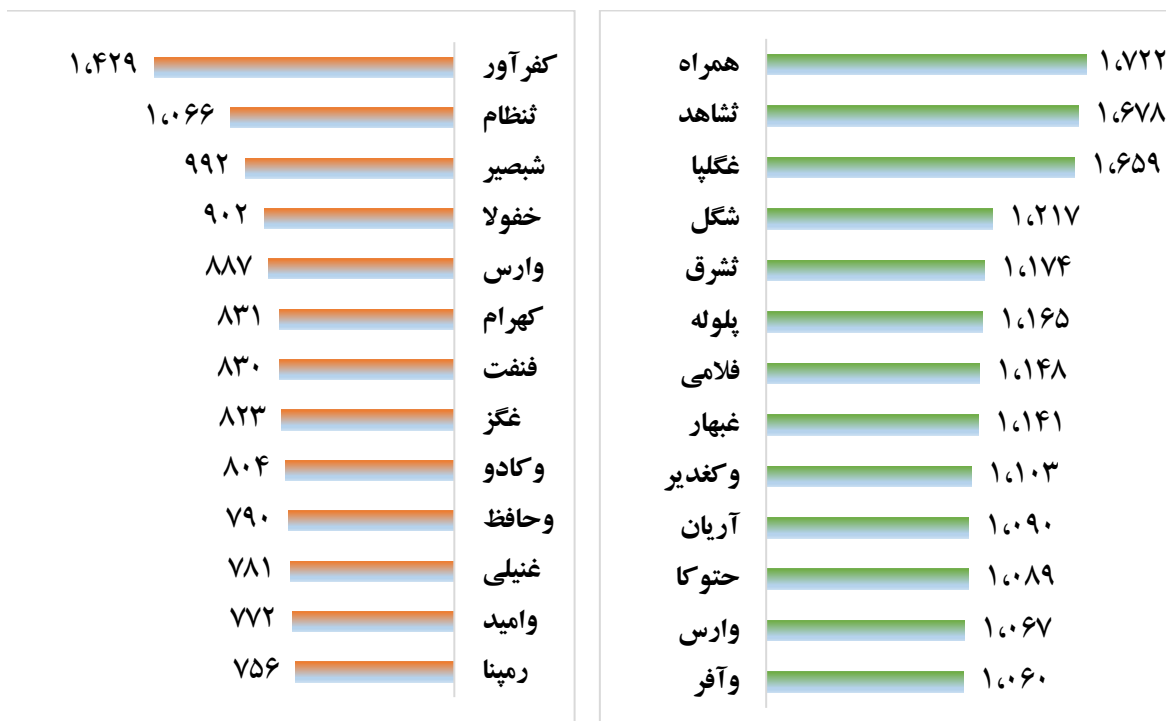 همراه ۱،۷۲۲
ثشاهد ۱،۶۷۸
غگلپا ۱،۶۵۹
شگل ۱،۲۱۷
ثشرق ۱،۱۷۴
پلوله ۱،۱۶۵
فلامی ۱،۱۴۸
غبهار ۱،۱۴۱
وکغدیر ۱،۱۰۳
آریان ۱،۰۹۰
حتوکا ۱،۰۸۹
وارس ۱،۰۶۷
وآفر ۱،۰۶۰
کفرآور ۱،۴۲۹
ثنظام ۱،۰۶۶
شبصیر ۹۹۲
خفولا ۹۰۲
وارس ۸۸۷
کهرام ۸۳۱
فنفت ۸۳۰
غگز ۸۲۳
وکادو ۸۰۴
وحافظ ۷۹۰
غنیلی ۷۸۱
وامید ۷۷۲
رمپنا ۷۵۶